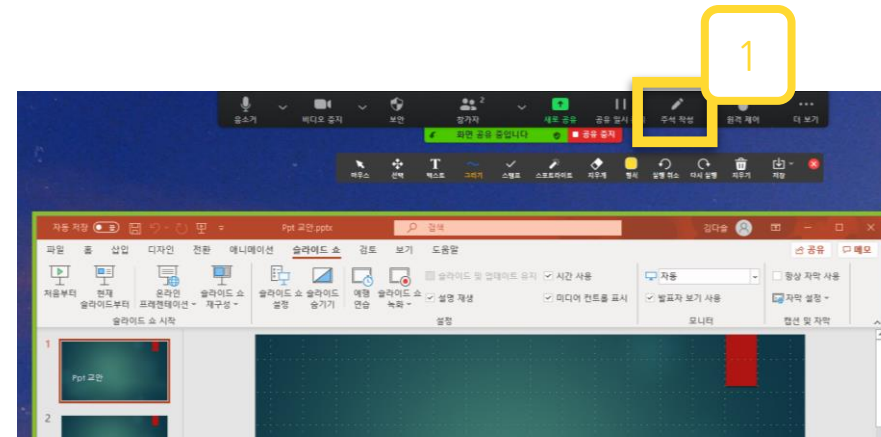 1
2
음소거 비디오 중지 보안 참가자 새로 공유 공유 일시 주석 작성 원격 제어 더 보기
화면 공유 중입니다 공유 중지
마우스 선택 텍스트 그리기 스탬프 스포트라이트 지우개 형식 실행 취소 다시 실행 지우기 저장
자동 저장 Ppt 교안.pptx 검색 김다슬
파일 홈 삽입 디자인 전환 애니메이션 슬라이드 쇼 검토 보기 도움말 공유 메모
처음부터 현재 슬라이드부터 온라인 프레젠테이션 슬라이드 쇼 재구성 슬라이드 쇼 설정 슬라이드 숨기기 예행 연습 슬라이드 쇼 녹화
슬라이드 및 업데이트 유지 시간 사용 자동 항상 자막 사용
설명 재생 미디어 컨트롤 표시 발표자 보기 사용 자막 설정
슬라이드 쇼 시작 설정 모니터 캡션 및 자막
1
Ppt 교안
2